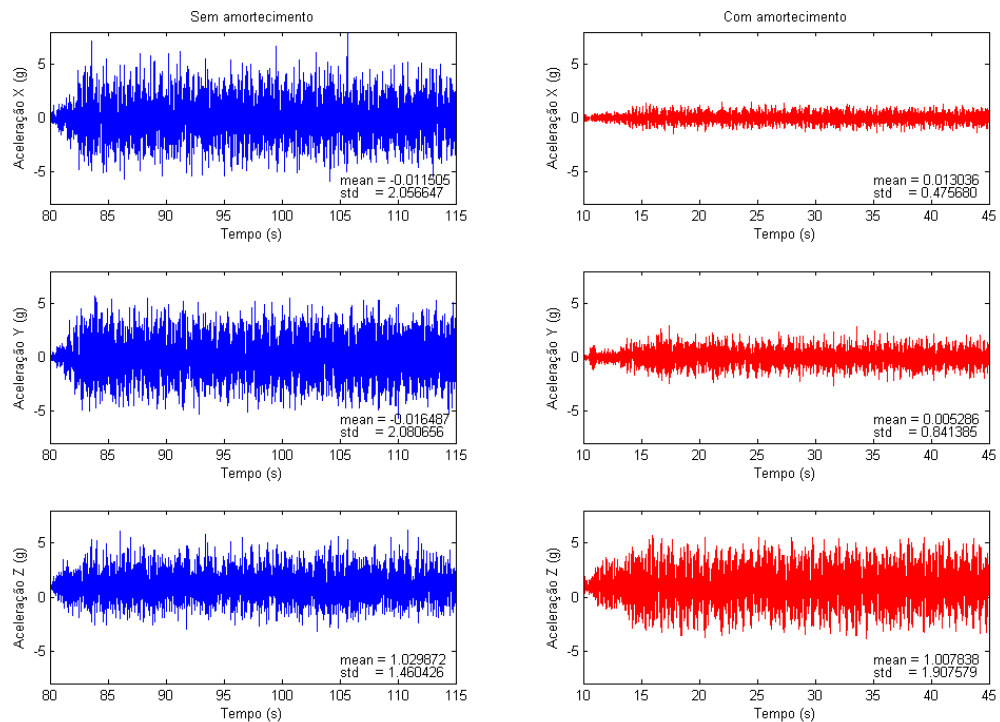 Sem amortecimento
Com amortecimento
Aceleração X (g)
5
0
-5
mean = -0.011505
std = 2.056647
80 85 90 95 100 105 110 115
Tempo (s)
Aceleração X (g)
5
0
-5
mean = 0.013036
std = 0.475680
10 15 20 25 30 35 40 45
Tempo (s)
Aceleração Y (g)
5
0
-5
mean = -0.016487
std = 2.080656
80 85 90 95 100 105 110 115
Tempo (s)
Aceleração Y (g)
5
0
-5
mean = 0.005286
std = 0.841385
10 15 20 25 30 35 40 45
Tempo (s)
Aceleração Z (g)
5
0
-5
mean = 1.029872
std = 1.460426
80 85 90 95 100 105 110 115
Tempo (s)
Aceleração Z (g)
5
0
-5
mean = 1.007838
std = 1.907579
10 15 20 25 30 35 40 45
Tempo (s)